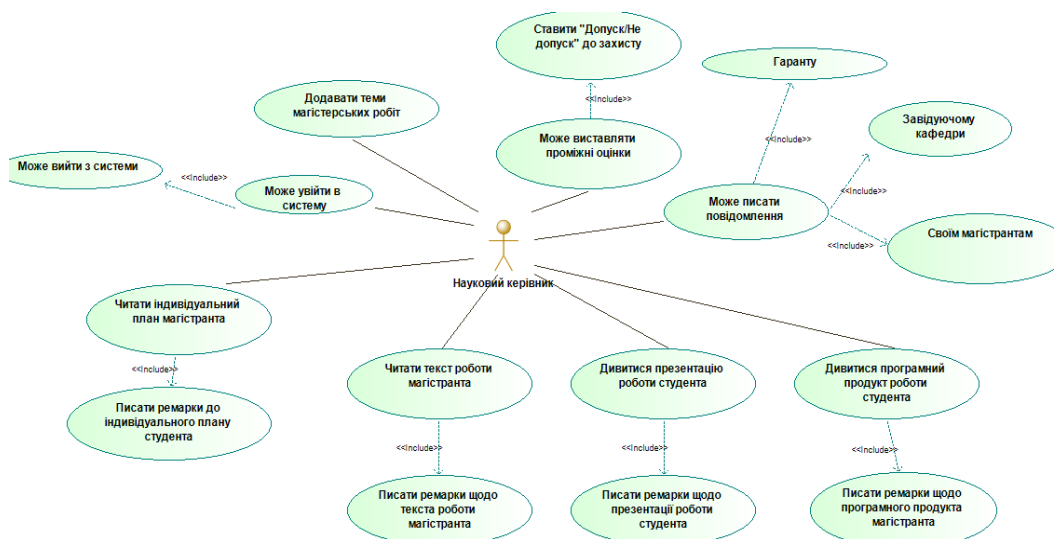 Ставити "Допуск/Не
допуск" до захисту
Гаранту
<<Include>>
Додавати теми
магістерських робіт
<<Include>>
Може виставляти
проміжні оцінки
<<Include>>
Завідуючому
кафедри
<<Include>>
Може вийти з системи
<<Include>>
Може увійти в
систему
Може писати
повідомлення
<<Include>>
Своїм магістрантам
Науковий керівник
Читати індивідуальний
план магістранта
<<Include>>
Писати ремарки до
індивідуального плану
студента
Читати текст роботи
магістранта
Дивитися презентацію
роботи студента
Дивитися програмний
продукт роботи
студента
<<Include>>
<<Include>>
<<Include>>
Писати ремарки щодо
текста роботи
магістранта
Писати ремарки щодо
презентації роботи
студента
Писати ремарки щодо
програмного продукта
магістранта